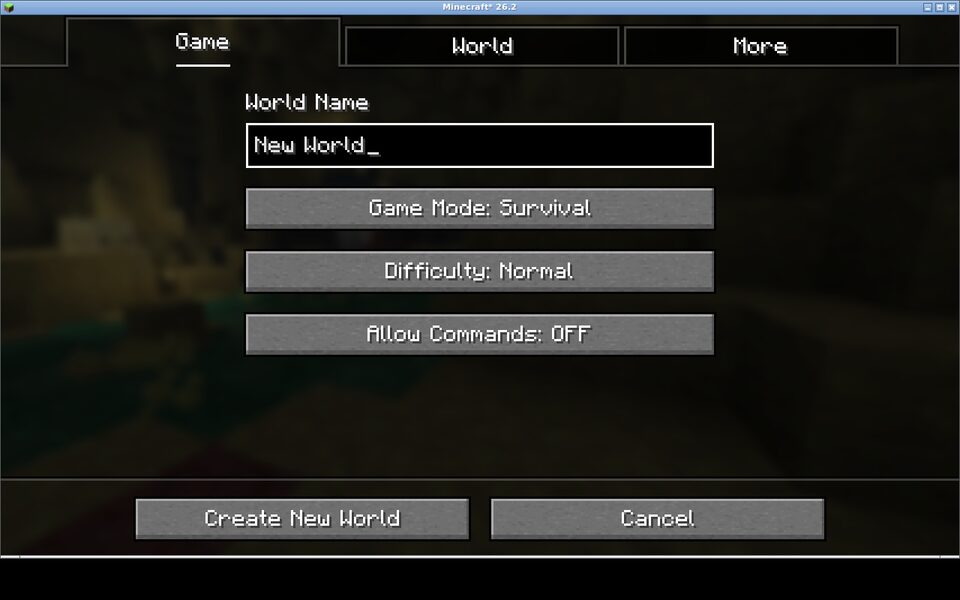 Minecraft* 26.2
Game
World
More
World Name
New World_
Game Mode: Survival
Difficulty: Normal
Allow Commands: OFF
Create New World
Cancel